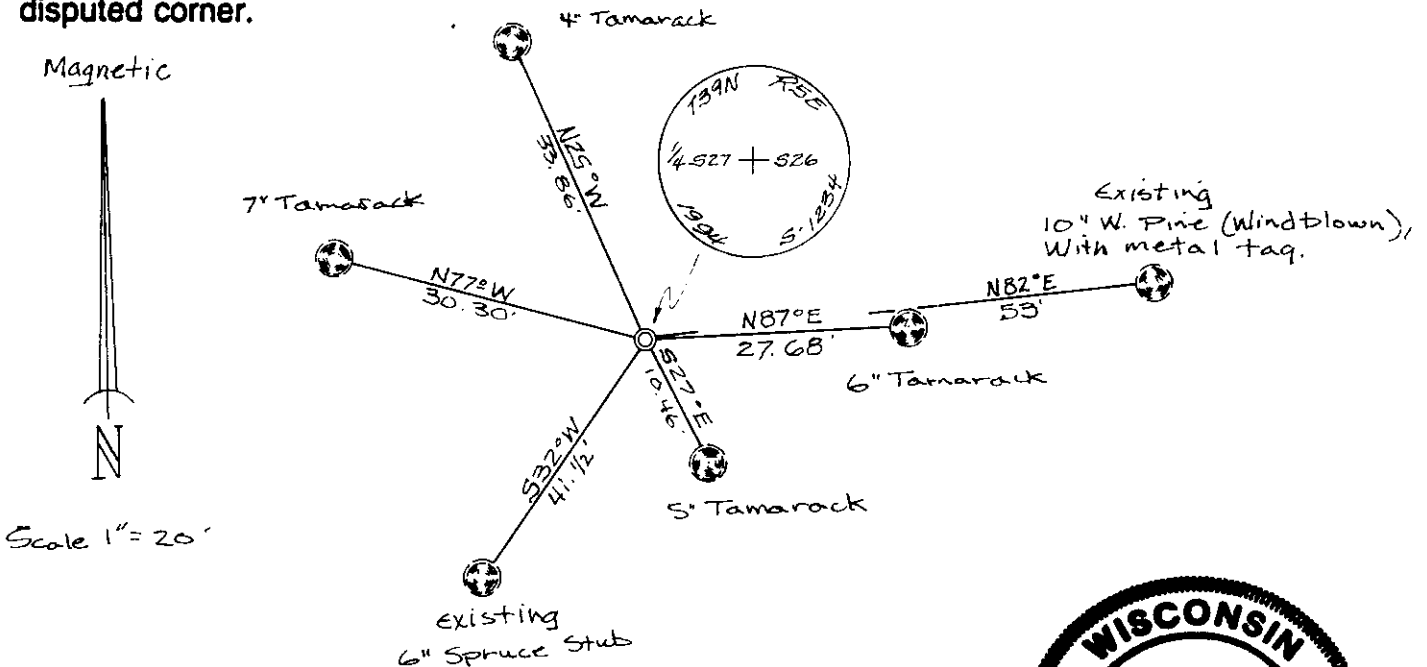 disputed corner.
4" Tamarack
Magnetic
T39N R5E
1/4 S27 + S26
1994 S-1234
N25°W
33.86'
7" Tamarack
Existing
10" W. Pine (Windblown),
With metal tag.
N77°W
30.30'
N82°E
53'
N87°E
27.68'
6" Tamarack
S27°E
10.46'
S32°W
41.12'
5" Tamarack
N
Scale 1" = 20'
existing
6" Spruce Stub
WISCONSIN